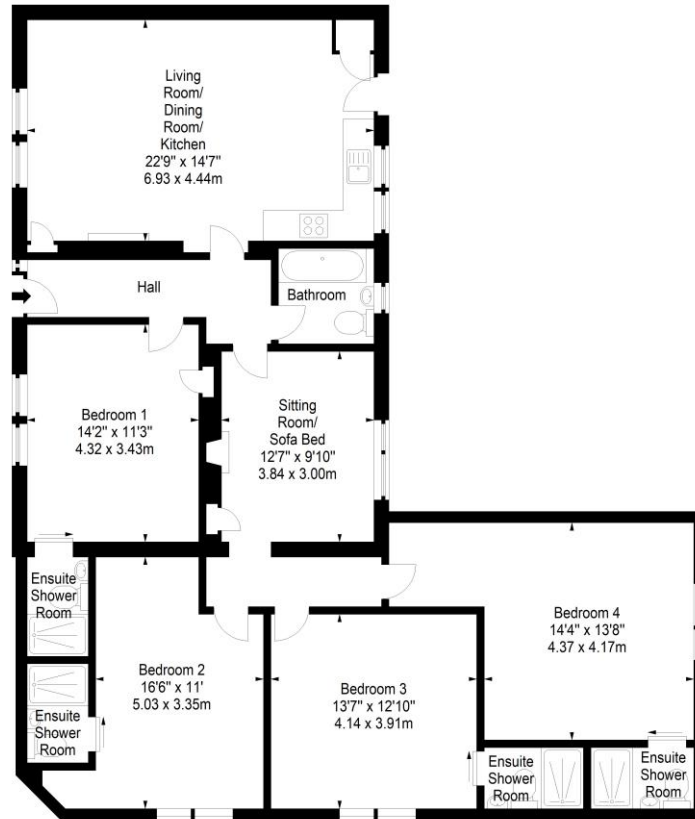 Living
Room/
Dining
Room/
Kitchen
22'9" x 14'7"
6.93 x 4.44m
Hall
Bathroom
Bedroom 1
14'2" x 11'3"
4.32 x 3.43m
Sitting
Room/
Sofa Bed
12'7" x 9'10"
3.84 x 3.00m
Ensuite
Shower
Room
Bedroom 4
14'4" x 13'8"
4.37 x 4.17m
Bedroom 2
16'6" x 11'
5.03 x 3.35m
Bedroom 3
13'7" x 12'10"
4.14 x 3.91m
Ensuite
Shower
Room
Ensuite
Shower
Room
Ensuite
Shower
Room